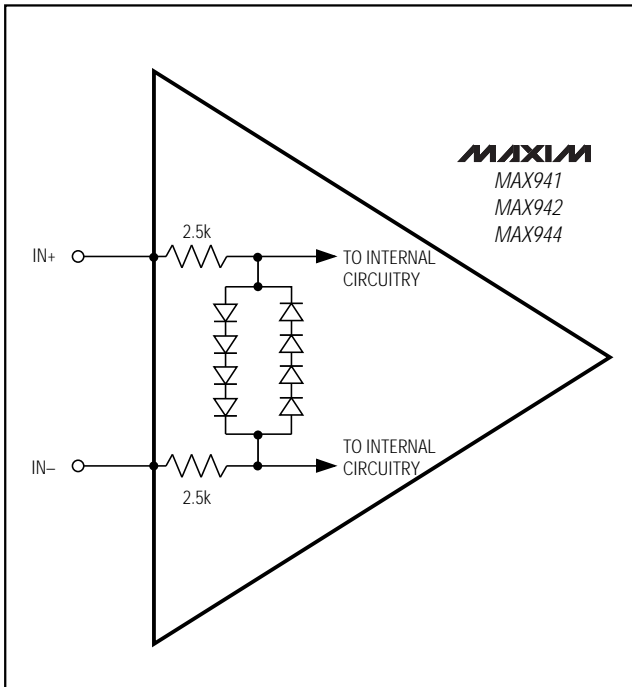 MAXIM
MAX941
MAX942
MAX944
2.5k
IN+
TO INTERNAL
CIRCUITRY
TO INTERNAL
CIRCUITRY
IN–
2.5k